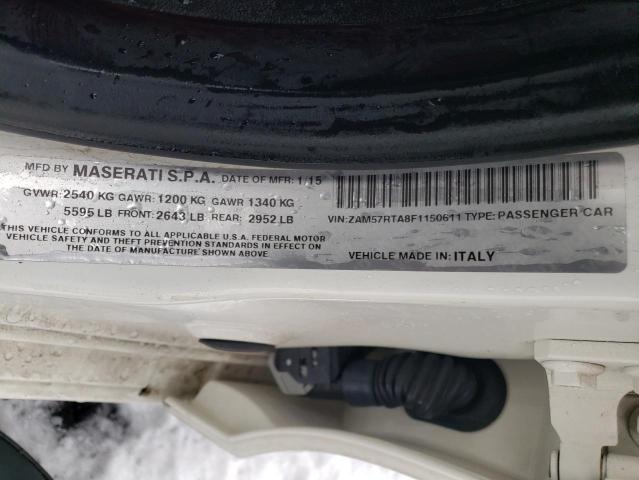 MFD BY MASERATI S.P.A. DATE OF MFR: 1/15
GVWR: 2540 KG GAWR: 1200 KG GAWR 1340 KG
5595 LB FRONT: 2643 LB REAR: 2952 LB
THIS VEHICLE CONFORMS TO ALL APPLICABLE U.S.A. FEDERAL MOTOR
VEHICLE SAFETY AND THEFT PREVENTION STANDARDS IN EFFECT ON
THE DATE OF MANUFACTURE SHOWN ABOVE.
VIN:ZAM57RTA8F1150611 TYPE: PASSENGER CAR
VEHICLE MADE IN: ITALY